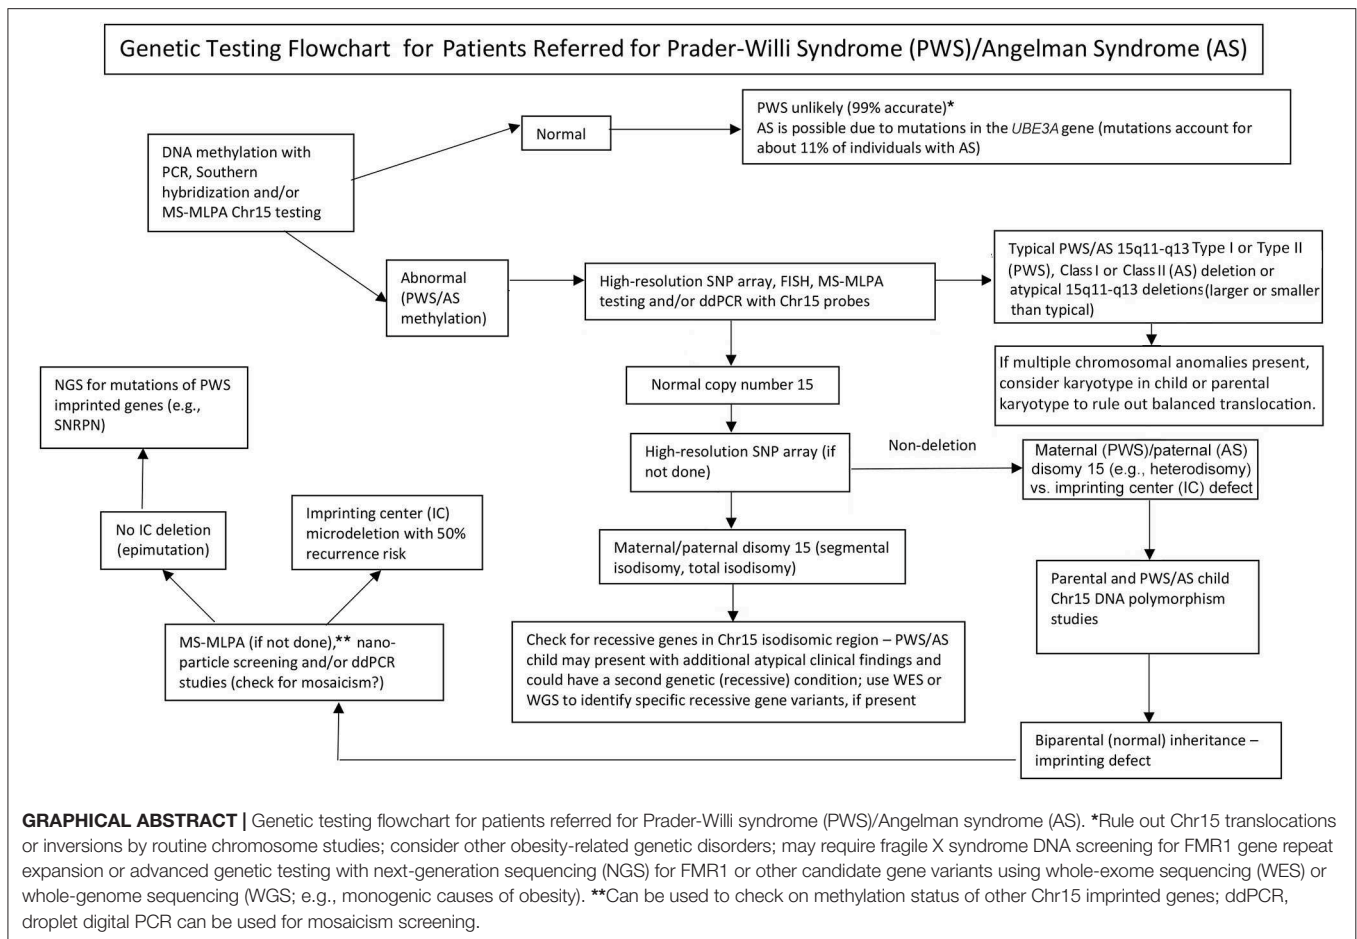 Genetic Testing Flowchart for Patients Referred for Prader-Willi Syndrome (PWS)/Angelman Syndrome (AS)
PWS unlikely (99% accurate)*
AS is possible due to mutations in the UBE3A gene (mutations account for
about 11% of individuals with AS)
Normal
DNA methylation with
PCR, Southern
hybridization and/or
MS-MLPA Chr15 testing
Abnormal
(PWS/AS
methylation)
High-resolution SNP array, FISH, MS-MLPA
testing and/or ddPCR with Chr15 probes
Typical PWS/AS 15q11-q13 Type I or Type II
(PWS), Class I or Class II (AS) deletion or
atypical 15q11-q13 deletions (larger or smaller
than typical)
If multiple chromosomal anomalies present,
consider karyotype in child or parental
karyotype to rule out balanced translocation.
Normal copy number 15
High-resolution SNP array (if
not done)
Non-deletion
Maternal (PWS)/paternal (AS)
disomy 15 (e.g., heterodisomy)
vs. imprinting center (IC) defect
Maternal/paternal disomy 15 (segmental
isodisomy, total isodisomy)
Parental and PWS/AS child
Chr15 DNA polymorphism
studies
Check for recessive genes in Chr15 isodisomic region – PWS/AS
child may present with additional atypical clinical findings and
could have a second genetic (recessive) condition; use WES or
WGS to identify specific recessive gene variants, if present
Biparental (normal) inheritance –
imprinting defect
MS-MLPA (if not done),** nano-
particle screening and/or ddPCR
studies (check for mosaicism?)
No IC deletion
(epimutation)
Imprinting center (IC)
microdeletion with 50%
recurrence risk
NGS for mutations of PWS
imprinted genes (e.g.,
SNRPN)
GRAPHICAL ABSTRACT | Genetic testing flowchart for patients referred for Prader-Willi syndrome (PWS)/Angelman syndrome (AS). *Rule out Chr15 translocations
or inversions by routine chromosome studies; consider other obesity-related genetic disorders; may require fragile X syndrome DNA screening for FMR1 gene repeat
expansion or advanced genetic testing with next-generation sequencing (NGS) for FMR1 or other candidate gene variants using whole-exome sequencing (WES) or
whole-genome sequencing (WGS; e.g., monogenic causes of obesity). **Can be used to check on methylation status of other Chr15 imprinted genes; ddPCR,
droplet digital PCR can be used for mosaicism screening.